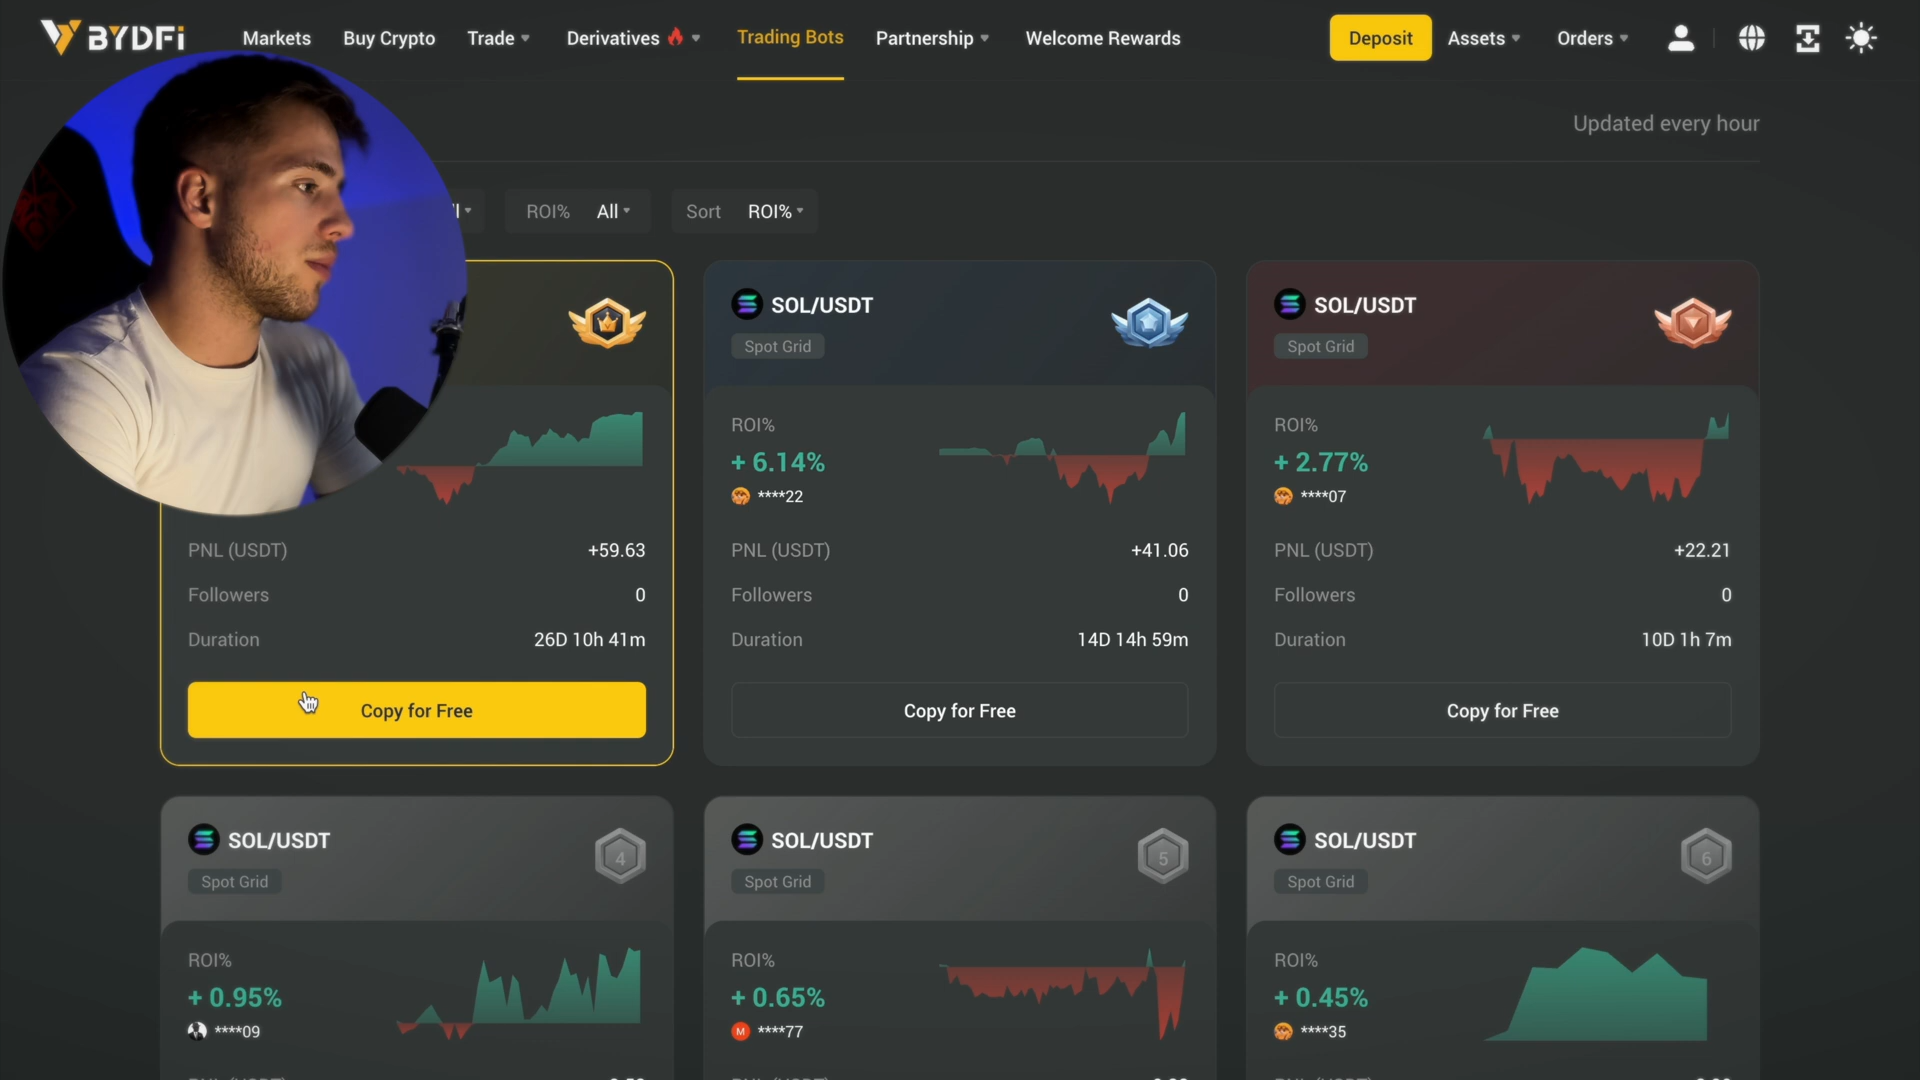 BYDFi
Markets
Buy Crypto
Trade
Derivatives
Trading Bots
Partnership
Welcome Rewards
Deposit
Assets
Orders
Updated every hour
ROI% All
Sort ROI%
SOL/USDT
Spot Grid
SOL/USDT
Spot Grid
ROI%
+ 6.14%
****22
ROI%
+ 2.77%
****07
PNL (USDT) +59.63
Followers 0
Duration 26D 10h 41m
Copy for Free
PNL (USDT) +41.06
Followers 0
Duration 14D 14h 59m
Copy for Free
PNL (USDT) +22.21
Followers 0
Duration 10D 1h 7m
Copy for Free
SOL/USDT
Spot Grid
4
ROI%
+ 0.95%
****09
SOL/USDT
Spot Grid
5
ROI%
+ 0.65%
M ****77
SOL/USDT
Spot Grid
6
ROI%
+ 0.45%
****35